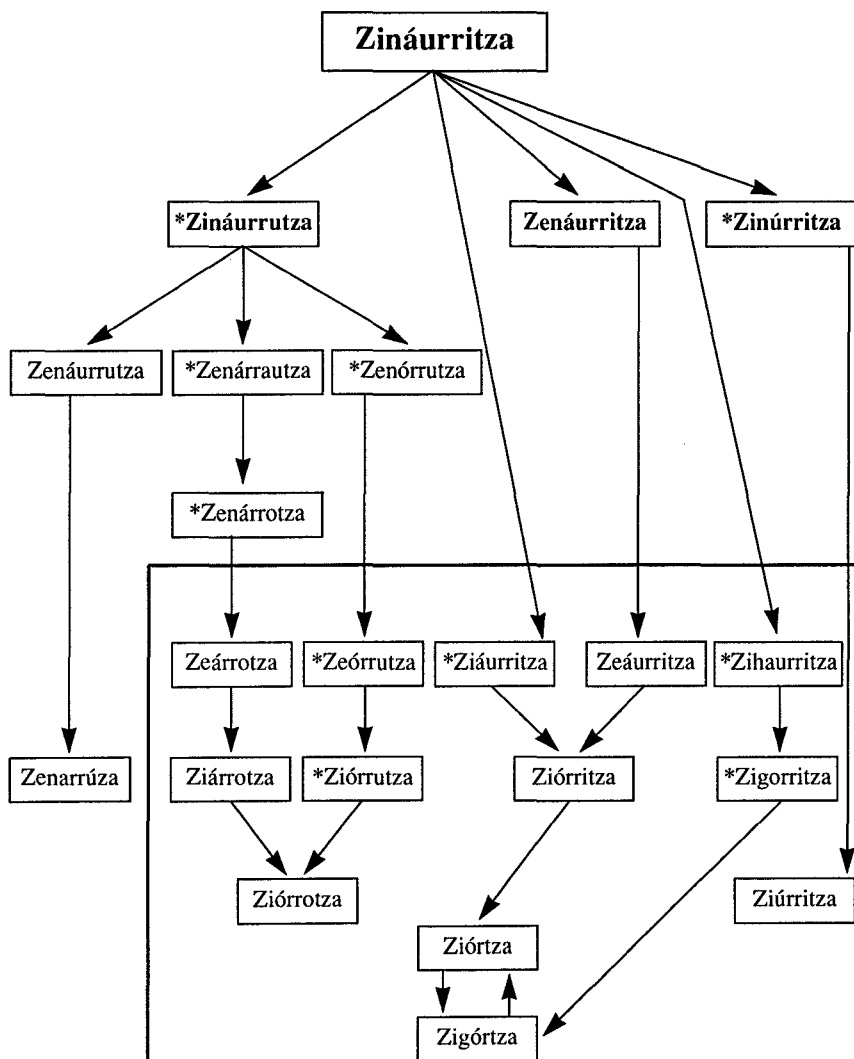 Zináurritza
*Zináurrutza
Zenáurritza
*Zinúrritza
Zenáurrutza
*Zenárrautza
*Zenórrutza
*Zenárrotza
Zeárrotza
*Zeórrutza
*Ziáurritza
Zeáurritza
*Zihaurritza
Zenarrúza
Ziárrotza
*Ziórrutza
Ziórritza
*Zigorritza
Ziórrotza
Ziúrritza
Ziórtza
Zigórtza